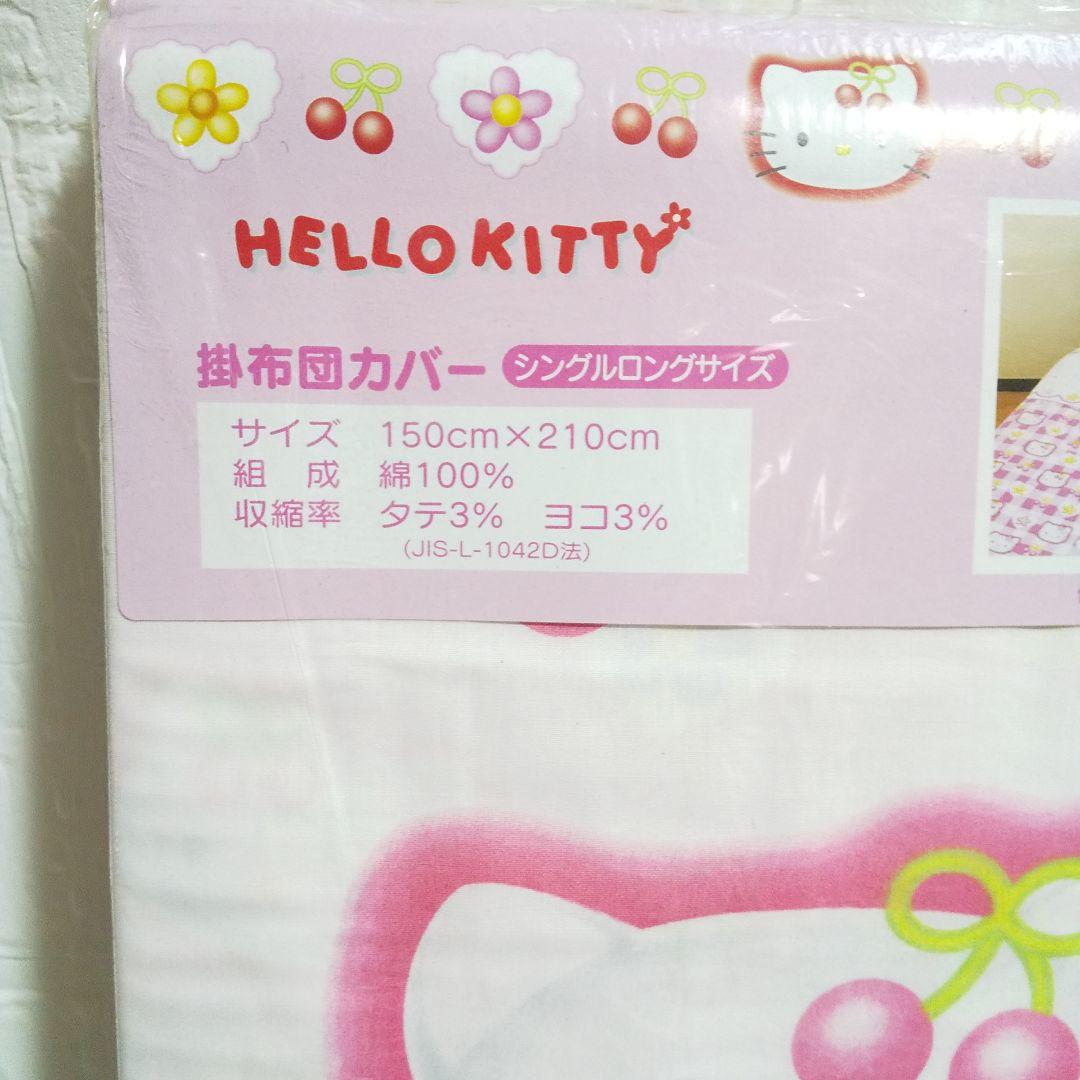 HELLO KITTY
掛布団カバー シングルロングサイズ
サイズ 150cm×210cm
組 成 綿100%
収縮率 タテ3% ヨコ3%
(JIS-L-1042D法)